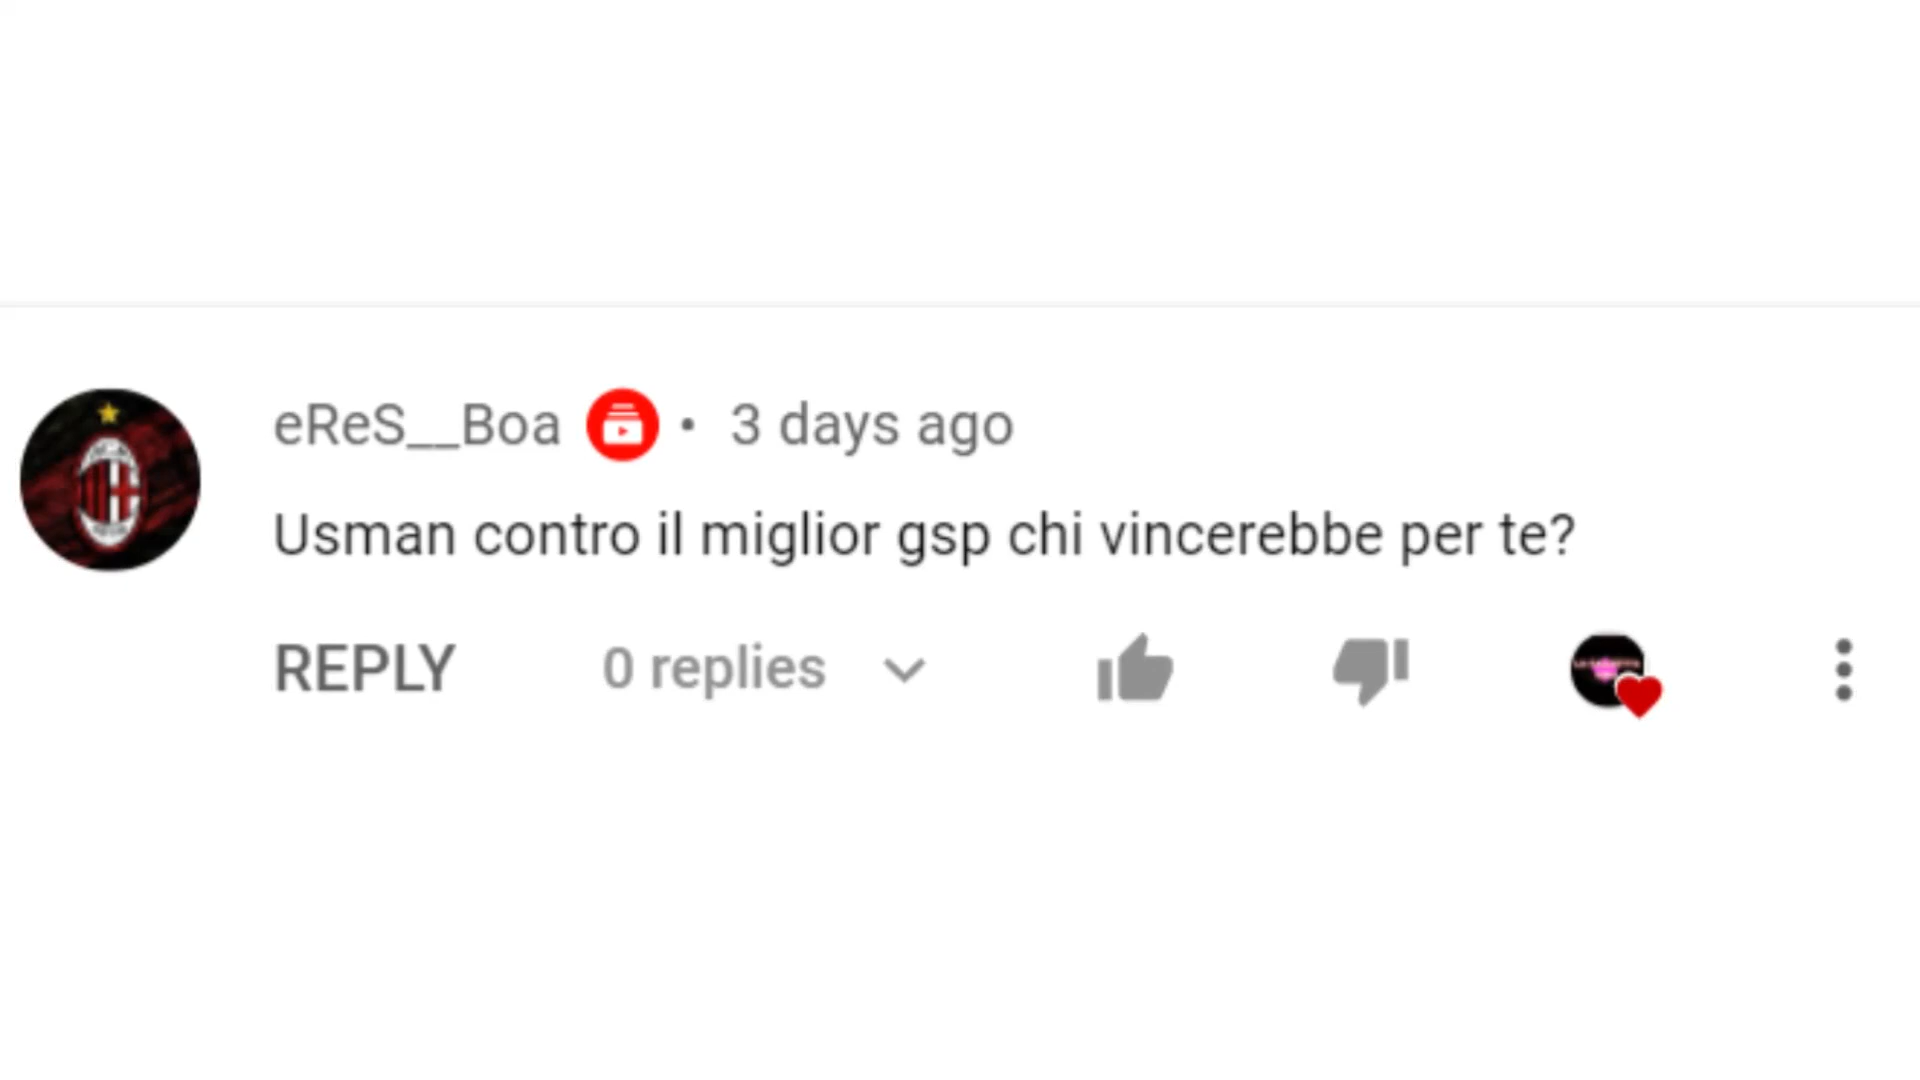 eReS__Boa • 3 days ago
Usman contro il miglior gsp chi vincerebbe per te?
REPLY 0 replies